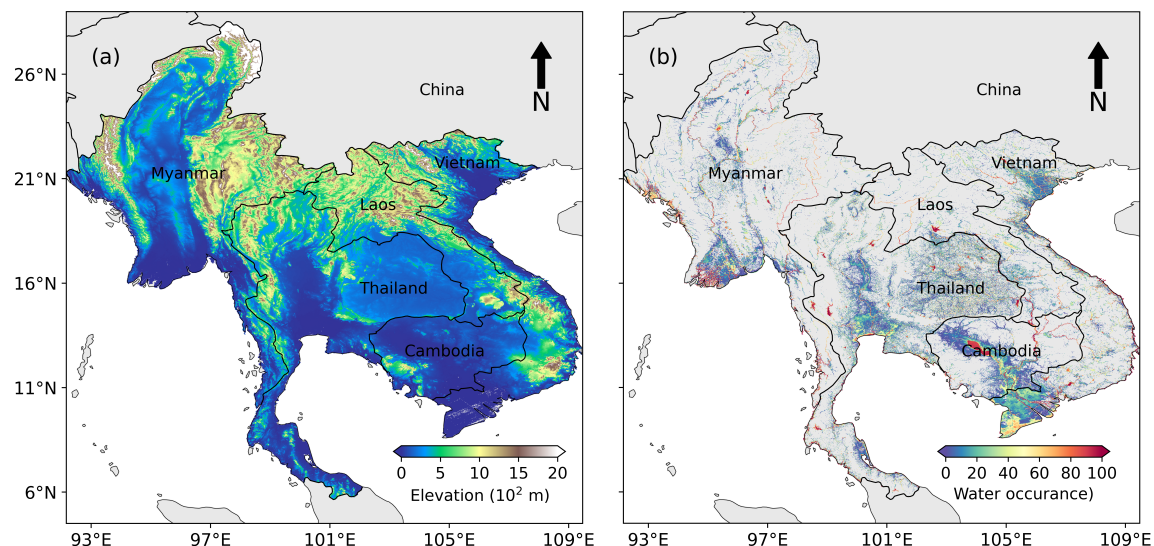 (a)
N
China
Vietnam
Myanmar
Laos
Thailand
Cambodia
26°N
21°N
16°N
11°N
6°N
0 5 10 15 20
Elevation (10² m)
93°E 97°E 101°E 105°E 109°E
(b)
N
China
Vietnam
Myanmar
Laos
Thailand
Cambodia
0 20 40 60 80 100
Water occurance)
93°E 97°E 101°E 105°E 109°E